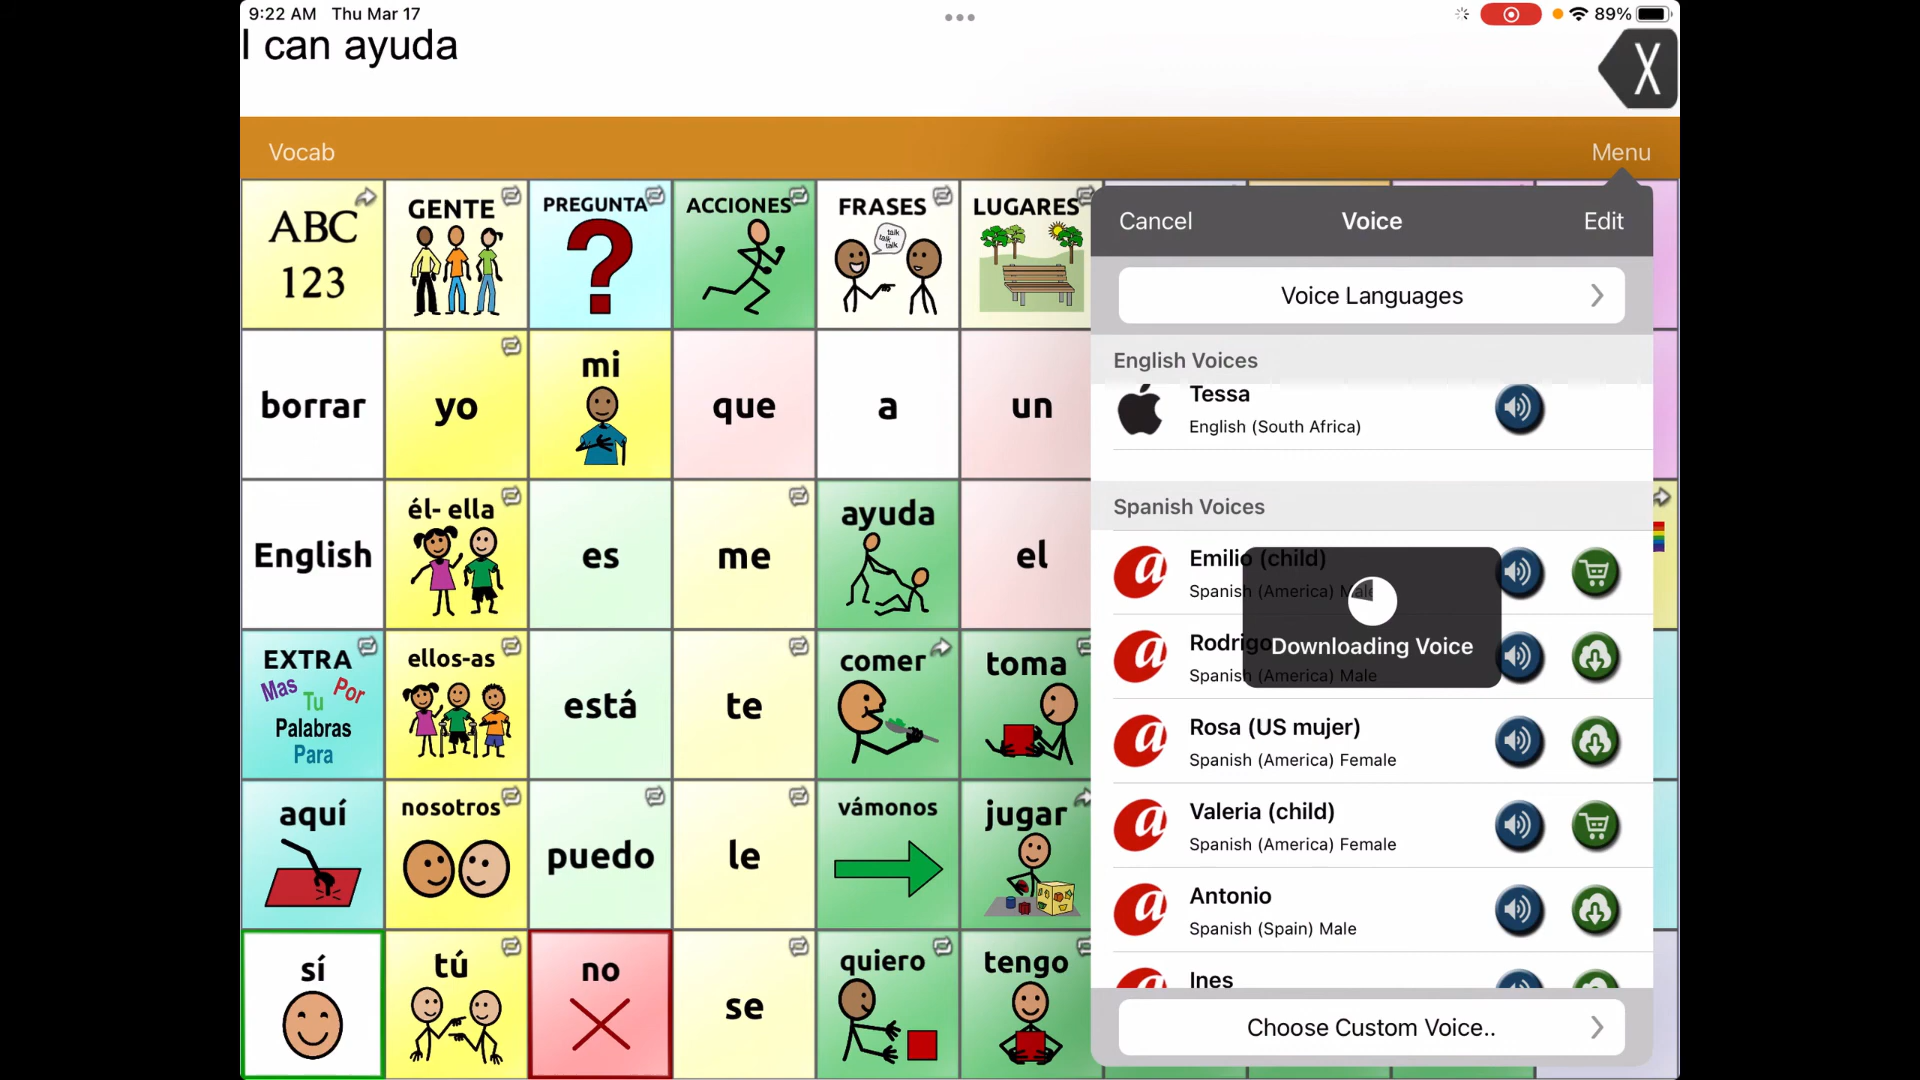 9:22 AM Thu Mar 17
89%
I can ayuda
X
Vocab
Menu
ABC
123
GENTE
PREGUNTA
ACCIONES
FRASES
talk
talk
talk
LUGARES
Cancel
Voice
Edit
Voice Languages
English Voices
Tessa
English (South Africa)
Spanish Voices
Emilio (child)
Spanish (America) Male
Rodrigo
Spanish (America) Male
Downloading Voice
Rosa (US mujer)
Spanish (America) Female
Valeria (child)
Spanish (America) Female
Antonio
Spanish (Spain) Male
Ines
Choose Custom Voice..
borrar
yo
mi
que
a
un
English
él- ella
es
me
ayuda
el
EXTRA
Mas
Tu
Por
Palabras
Para
ellos-as
está
te
comer
toma
aquí
nosotros
puedo
le
vámonos
jugar
sí
tú
no
se
quiero
tengo